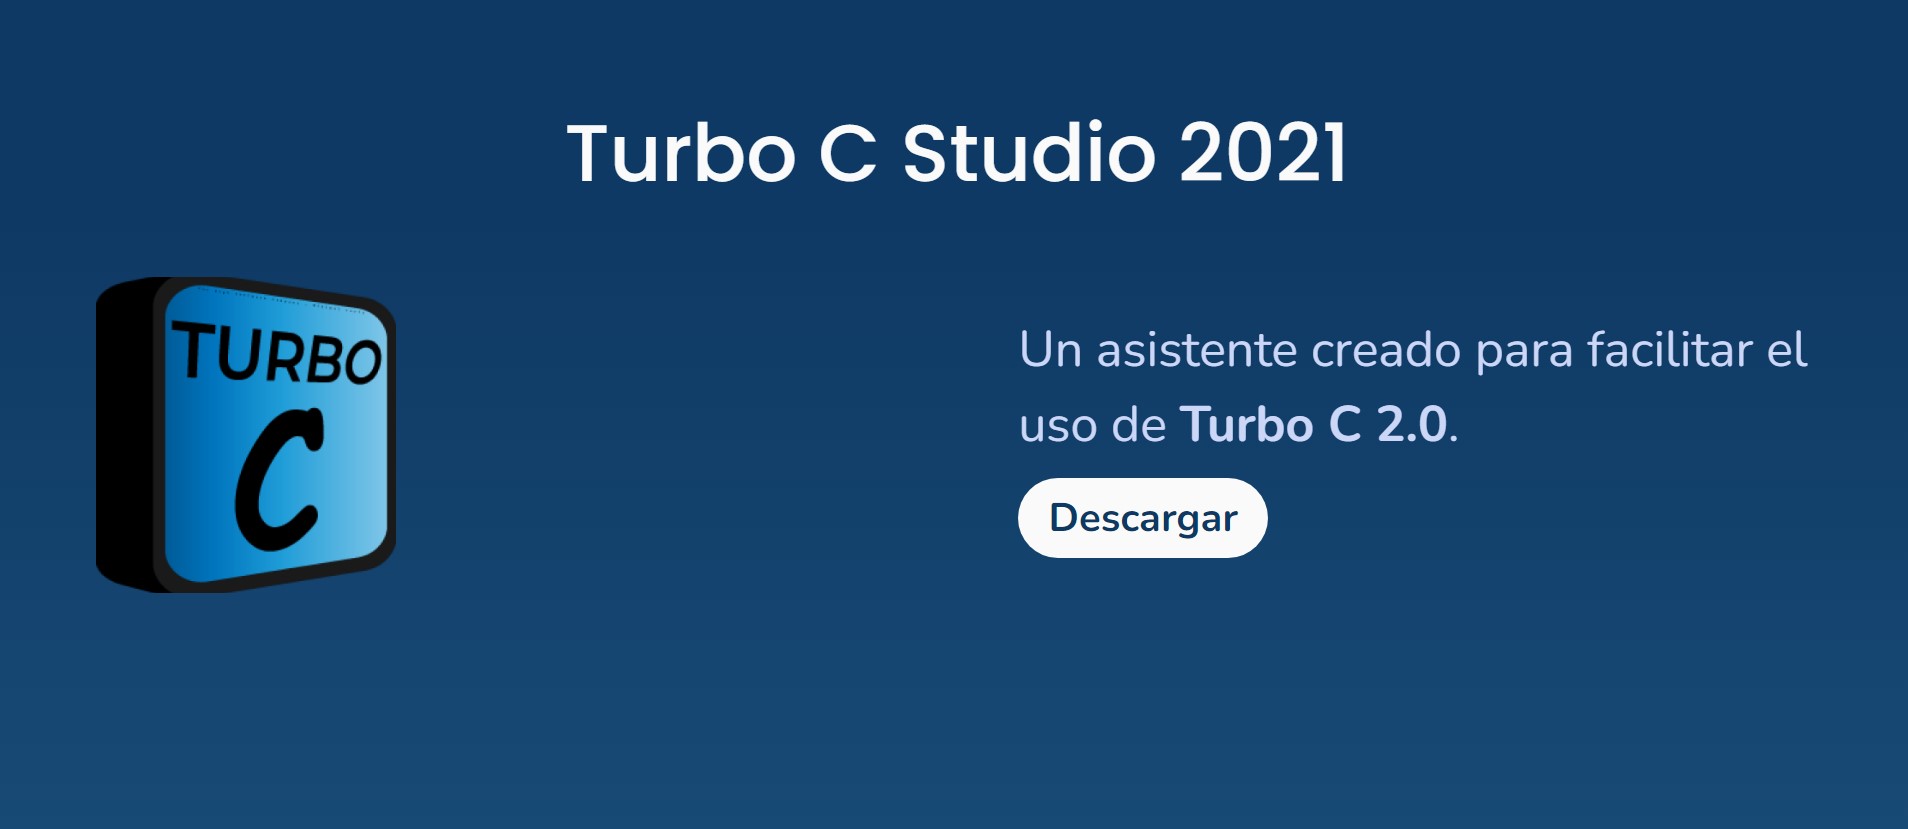 Turbo C Studio 2021
TURBO
C
Un asistente creado para facilitar el
uso de Turbo C 2.0.
Descargar